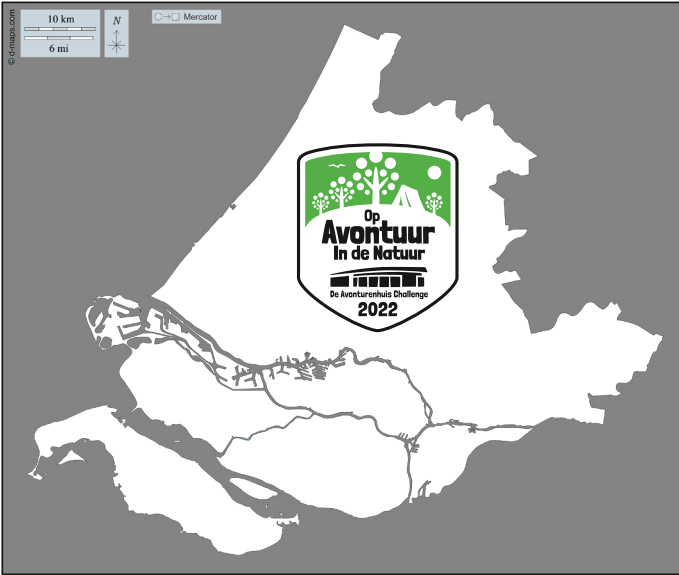 © d-maps.com
10 km
6 mi
N
Mercator
Op
Avontuur
In de Natuur
De Avonturenhuis Challenge
2022